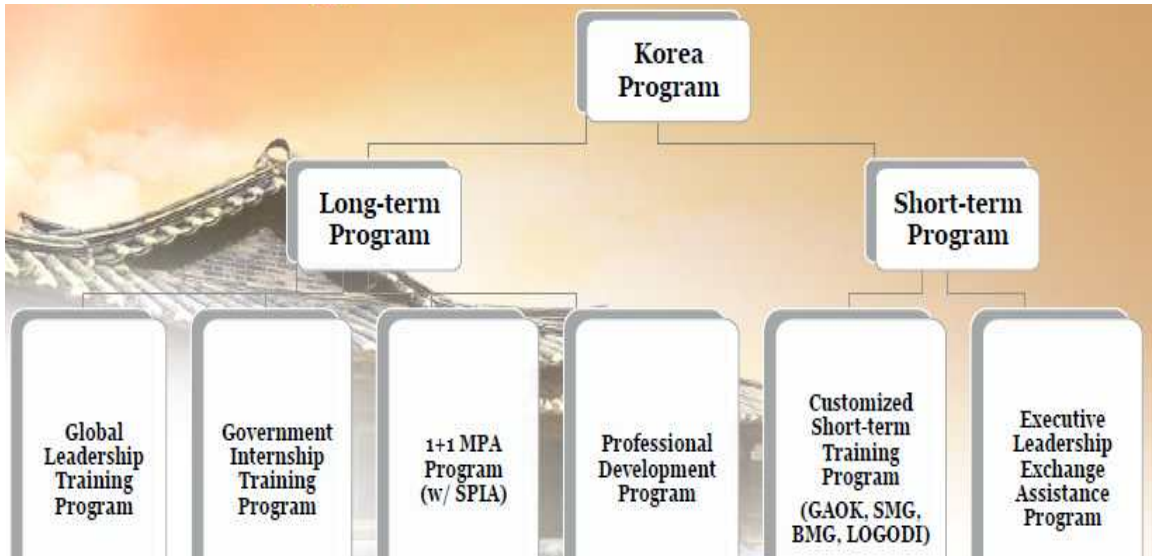 Korea
Program
Long-term
Program
Short-term
Program
Global
Leadership
Training
Program
Government
Internship
Training
Program
1+1 MPA
Program
(w/ SPIA)
Professional
Development
Program
Customized
Short-term
Training
Program
(GAOK, SMG,
BMG, LOGODI)
Executive
Leadership
Exchange
Assistance
Program